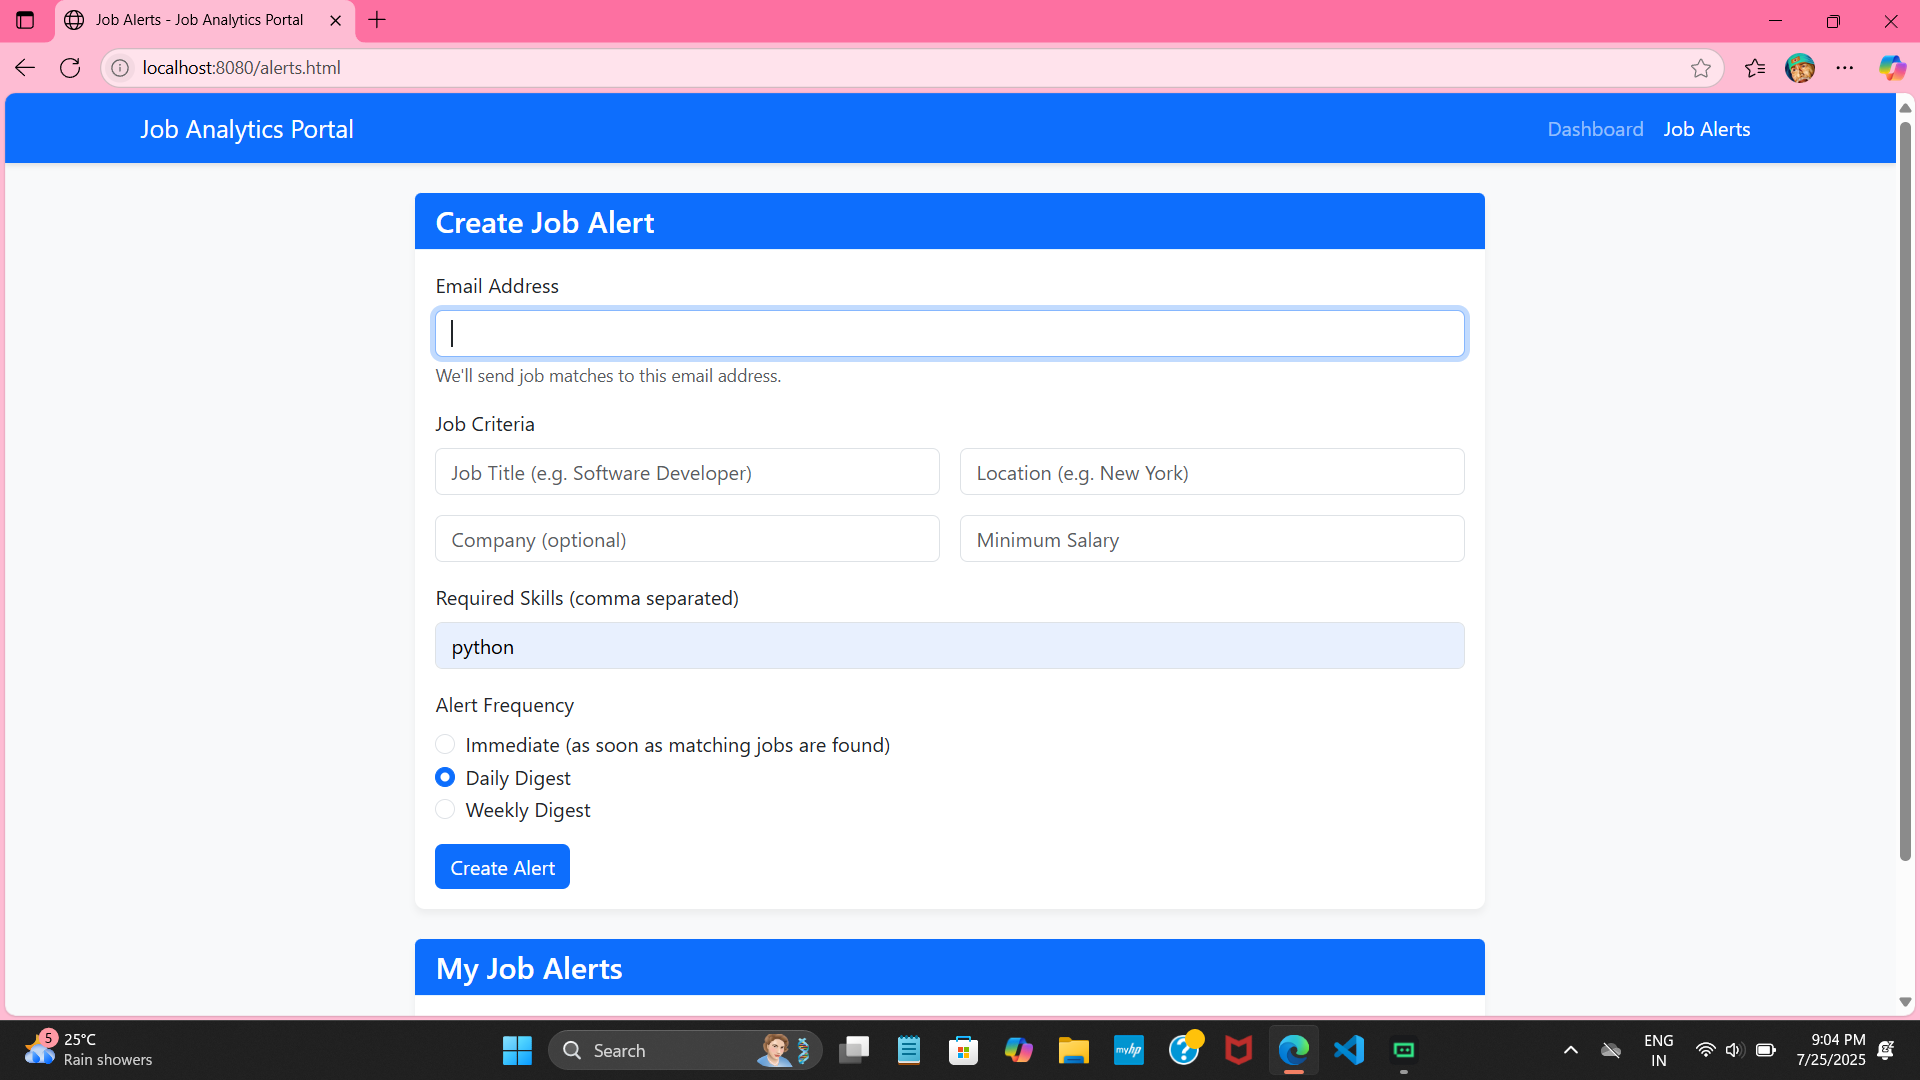 Job Alerts - Job Analytics Portal
localhost:8080/alerts.html
Job Analytics Portal
Dashboard
Job Alerts
Create Job Alert
Email Address
We'll send job matches to this email address.
Job Criteria
Job Title (e.g. Software Developer)
Location (e.g. New York)
Company (optional)
Minimum Salary
Required Skills (comma separated)
python
Alert Frequency
Immediate (as soon as matching jobs are found)
Daily Digest
Weekly Digest
Create Alert
My Job Alerts
5
25°C
Rain showers
Search
myhp
ENG
IN
9:04 PM
7/25/2025